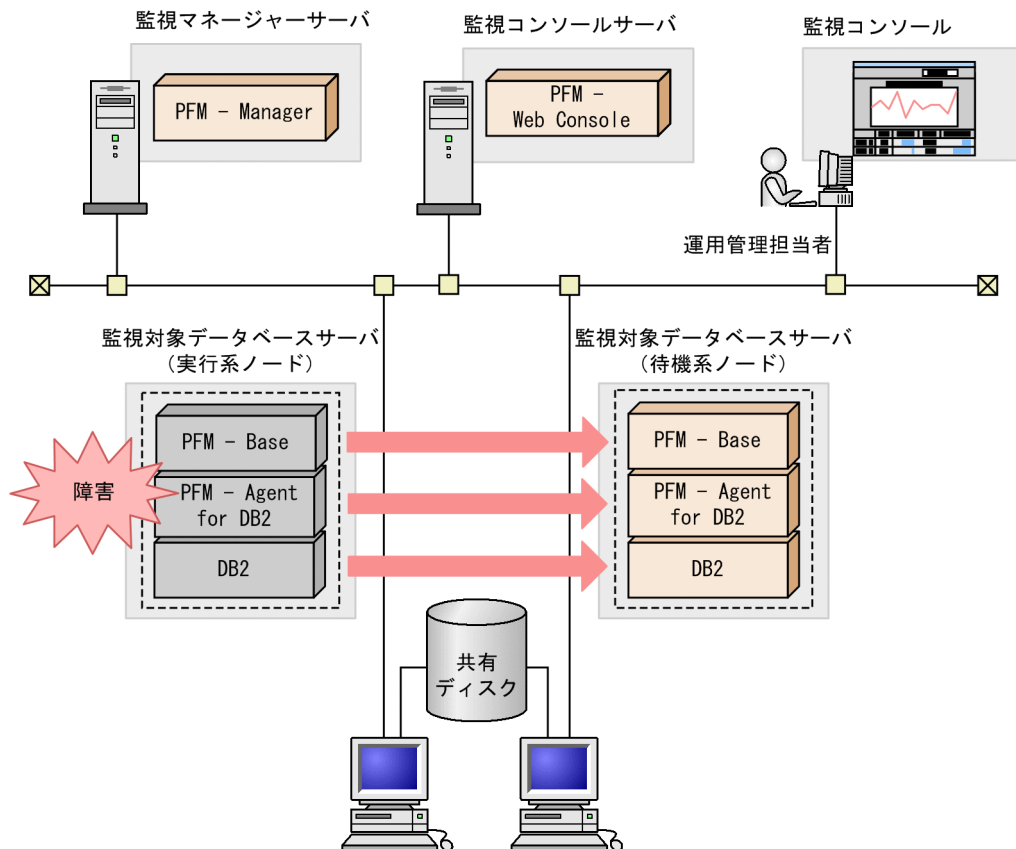 監視マネージャーサーバ
監視コンソールサーバ
監視コンソール
PFM - Manager
PFM -
Web Console
運用管理担当者
監視対象データベースサーバ
(実行系ノード)
監視対象データベースサーバ
(待機系ノード)
PFM - Base
PFM - Agent
for DB2
DB2
障害
PFM - Base
PFM - Agent
for DB2
DB2
共有
ディスク